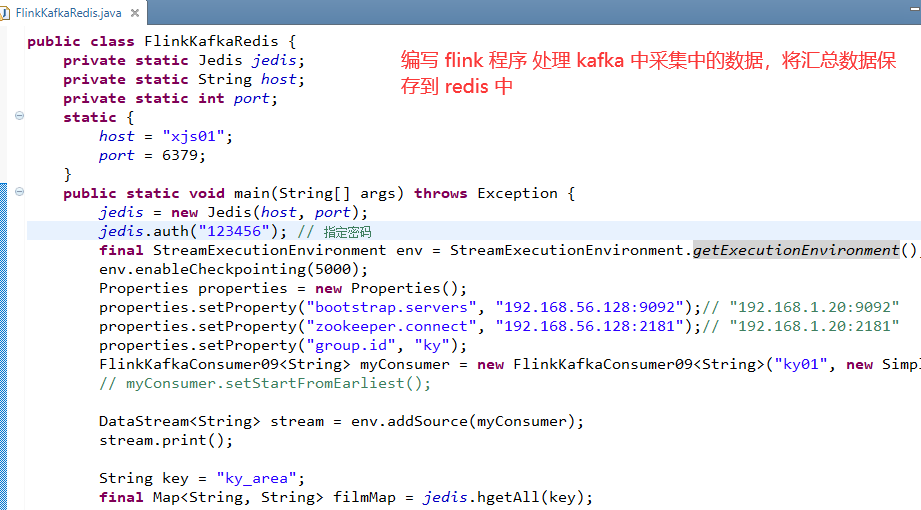 FlinkKafkaRedis.java
public class FlinkKafkaRedis {
编写 flink 程序 处理 kafka 中采集中的数据，将汇总数据保
存到 redis 中
private static Jedis jedis;
private static String host;
private static int port;
static {
host = "xjs01";
port = 6379;
}
public static void main(String[] args) throws Exception {
jedis = new Jedis(host, port);
jedis.auth("123456"); // 指定密码
final StreamExecutionEnvironment env = StreamExecutionEnvironment.getExecutionEnvironment()
env.enableCheckpointing(5000);
Properties properties = new Properties();
properties.setProperty("bootstrap.servers", "192.168.56.128:9092");// "192.168.1.20:9092"
properties.setProperty("zookeeper.connect", "192.168.56.128:2181");// "192.168.1.20:2181"
properties.setProperty("group.id", "ky");
FlinkKafkaConsumer09<String> myConsumer = new FlinkKafkaConsumer09<String>("ky01", new Simpl
// myConsumer.setStartFromEarliest();
DataStream<String> stream = env.addSource(myConsumer);
stream.print();
String key = "ky_area";
final Map<String, String> filmMap = jedis.hgetAll(key);